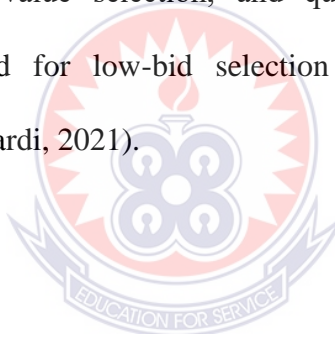 value selection, and qu
d for low-bid selection
ardi, 2021).
EDUCATION FOR SERVICE